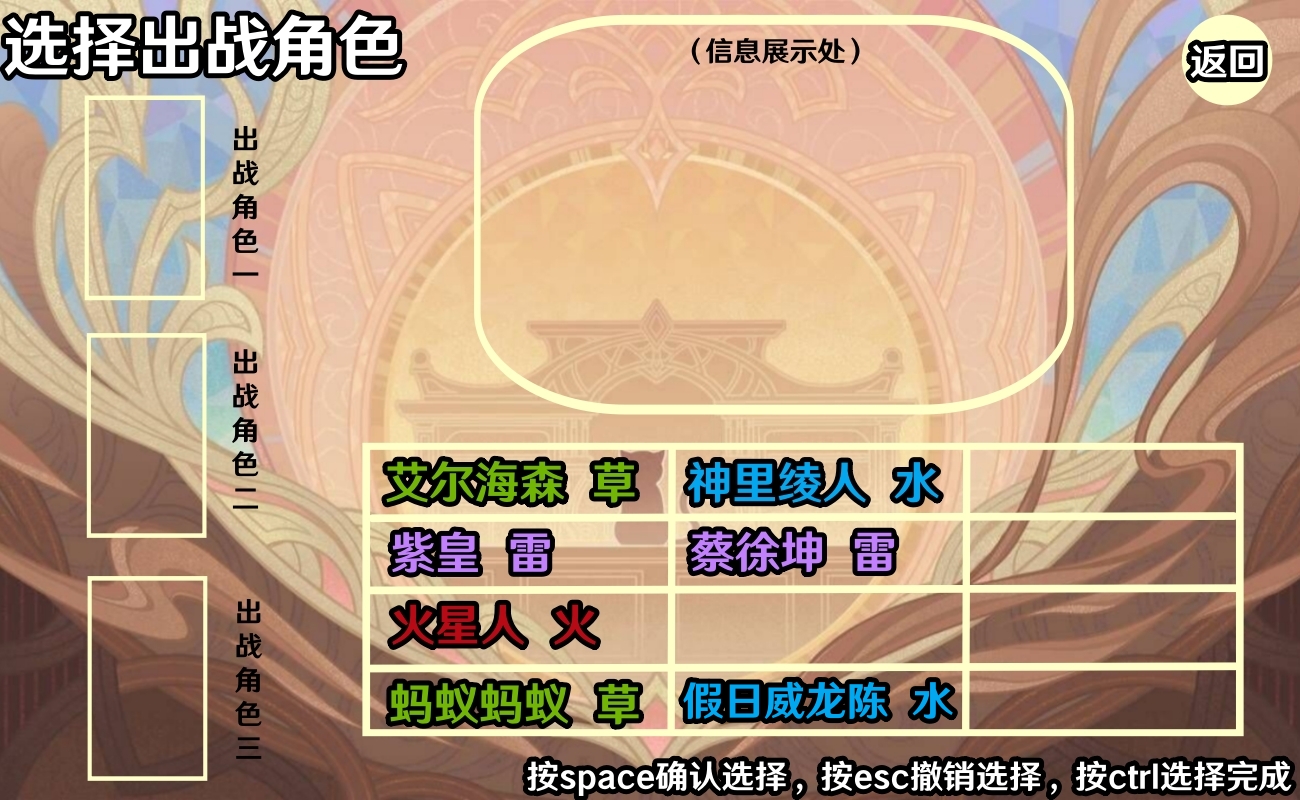 选择出战角色
（信息展示处）
返回
出战角色一
出战角色二
出战角色三
艾尔海森 草
神里绫人 水
紫皇 雷
蔡徐坤 雷
火星人 火
蚂蚁蚂蚁 草
假日威龙陈 水
按space确认选择，按esc撤销选择，按ctrl选择完成